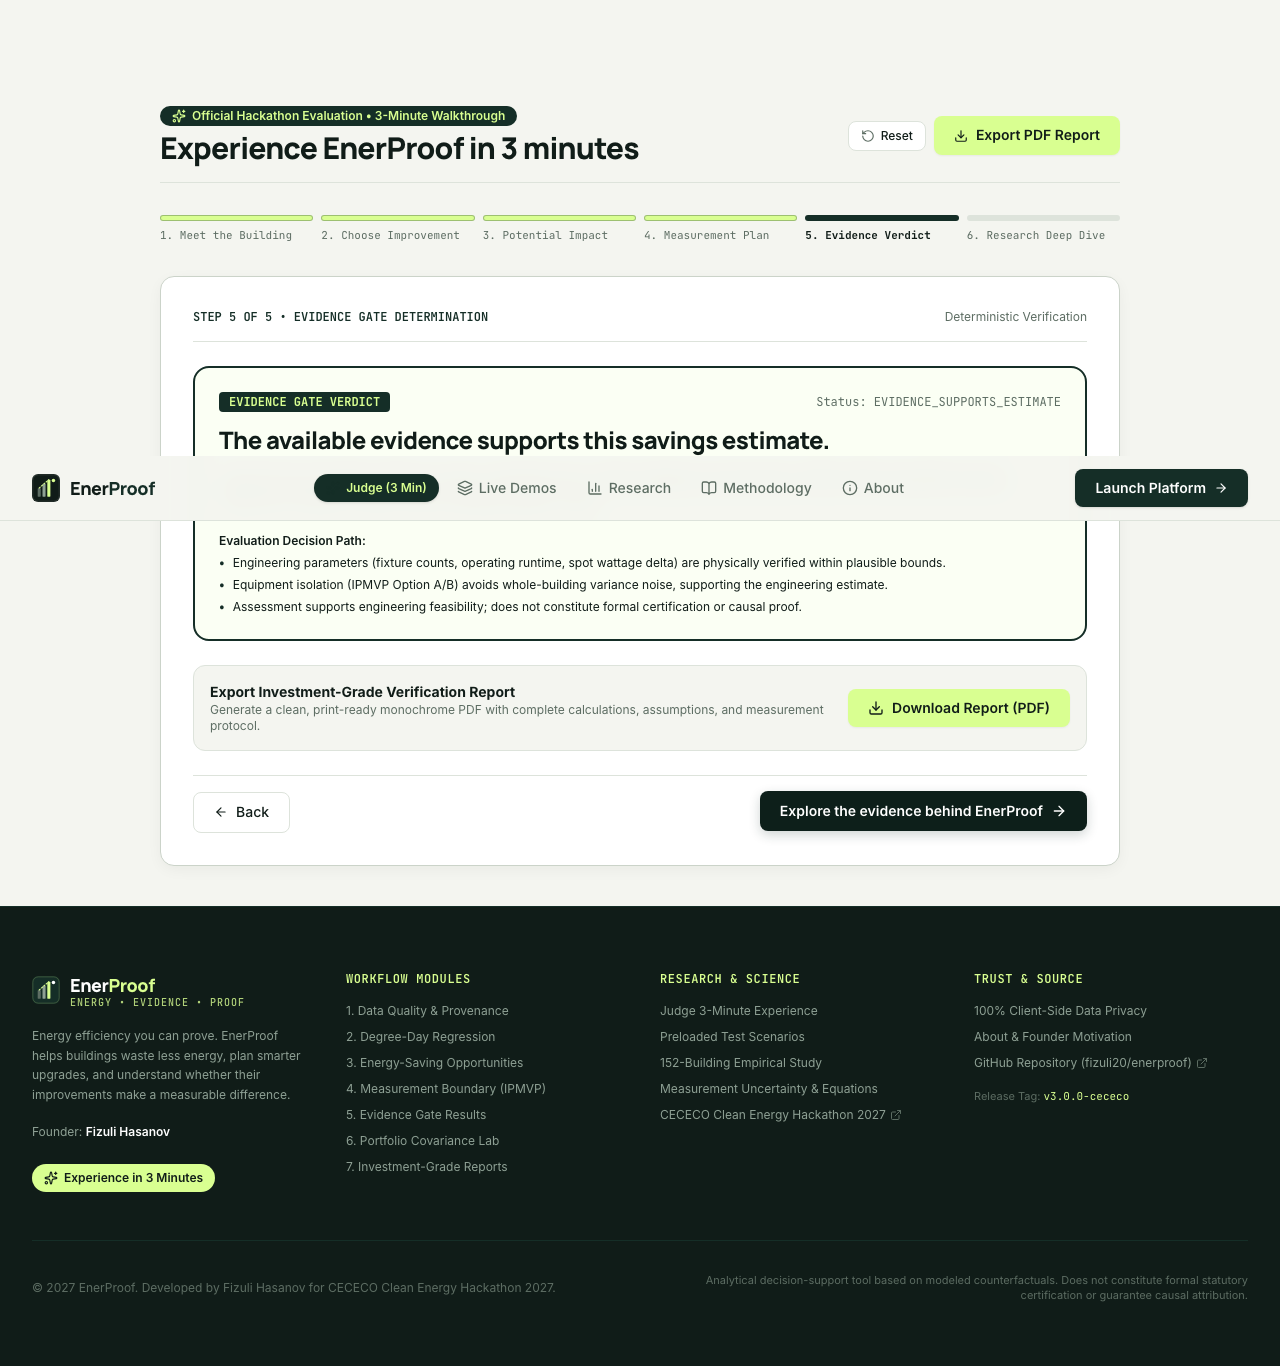 Official Hackathon Evaluation • 3-Minute Walkthrough
Experience EnerProof in 3 minutes
Reset
Export PDF Report
1. Meet the Building
2. Choose Improvement
3. Potential Impact
4. Measurement Plan
5. Evidence Verdict
6. Research Deep Dive
STEP 5 OF 5 • EVIDENCE GATE DETERMINATION
Deterministic Verification
EVIDENCE GATE VERDICT
Status: EVIDENCE_SUPPORTS_ESTIMATE
The available evidence supports this savings estimate.
EnerProof
Judge (3 Min)
Live Demos
Research
Methodology
About
Launch Platform
Evaluation Decision Path:
• Engineering parameters (fixture counts, operating runtime, spot wattage delta) are physically verified within plausible bounds.
• Equipment isolation (IPMVP Option A/B) avoids whole-building variance noise, supporting the engineering estimate.
• Assessment supports engineering feasibility; does not constitute formal certification or causal proof.
Export Investment-Grade Verification Report
Generate a clean, print-ready monochrome PDF with complete calculations, assumptions, and measurement
protocol.
Download Report (PDF)
Back
Explore the evidence behind EnerProof
EnerProof
ENERGY • EVIDENCE • PROOF
Energy efficiency you can prove. EnerProof
helps buildings waste less energy, plan smarter
upgrades, and understand whether their
improvements make a measurable difference.
Founder: Fizuli Hasanov
Experience in 3 Minutes
WORKFLOW MODULES
1. Data Quality & Provenance
2. Degree-Day Regression
3. Energy-Saving Opportunities
4. Measurement Boundary (IPMVP)
5. Evidence Gate Results
6. Portfolio Covariance Lab
7. Investment-Grade Reports
RESEARCH & SCIENCE
Judge 3-Minute Experience
Preloaded Test Scenarios
152-Building Empirical Study
Measurement Uncertainty & Equations
CECECO Clean Energy Hackathon 2027
TRUST & SOURCE
100% Client-Side Data Privacy
About & Founder Motivation
GitHub Repository (fizuli20/enerproof)
Release Tag: v3.0.0-cececo
© 2027 EnerProof. Developed by Fizuli Hasanov for CECECO Clean Energy Hackathon 2027.
Analytical decision-support tool based on modeled counterfactuals. Does not constitute formal statutory
certification or guarantee causal attribution.